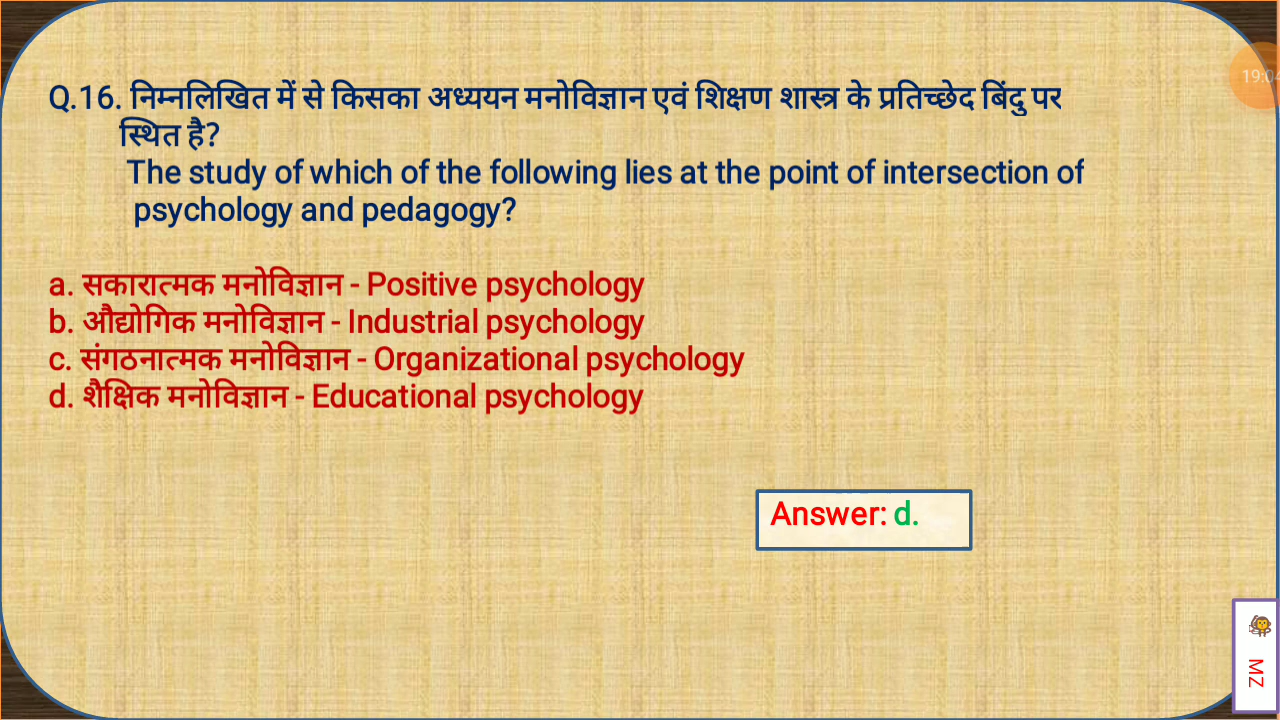 Q.16. निम्नलिखित में से किसका अध्ययन मनोविज्ञान एवं शिक्षण शास्त्र के प्रतिच्छेद बिंदु पर
स्थित है?
The study of which of the following lies at the point of intersection of
psychology and pedagogy?
a. सकारात्मक मनोविज्ञान - Positive psychology
b. औद्योगिक मनोविज्ञान - Industrial psychology
c. संगठनात्मक मनोविज्ञान - Organizational psychology
d. शैक्षिक मनोविज्ञान - Educational psychology
Answer: d.
MZ